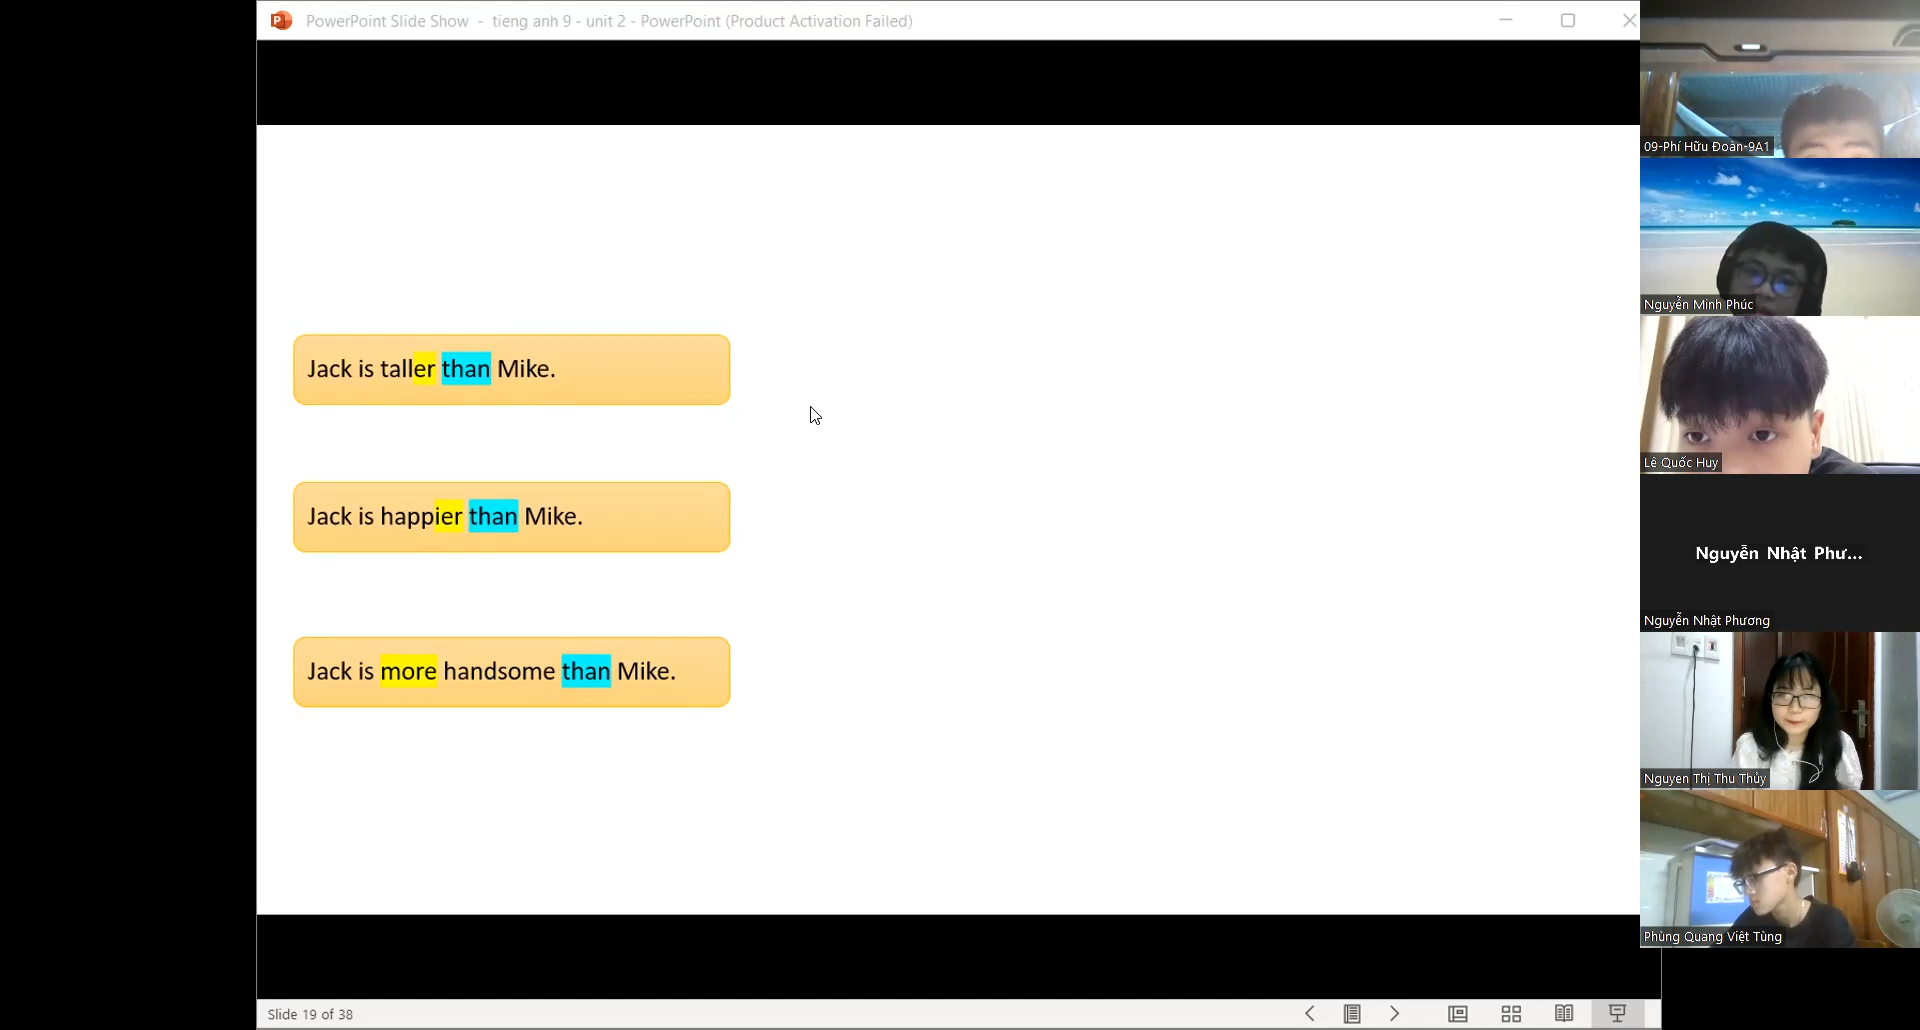 PowerPoint Slide Show - tieng anh 9 - unit 2 - PowerPoint (Product Activation Failed)
Jack is taller than Mike.
Jack is happier than Mike.
Jack is more handsome than Mike.
09-Phí Hữu Đoàn-9A1
Nguyễn Minh Phúc
Lê Quốc Huy
Nguyễn Nhật Phư...
Nguyễn Nhật Phương
Nguyen Thị Thu Thủy
Phùng Quang Việt Tùng
Slide 19 of 38